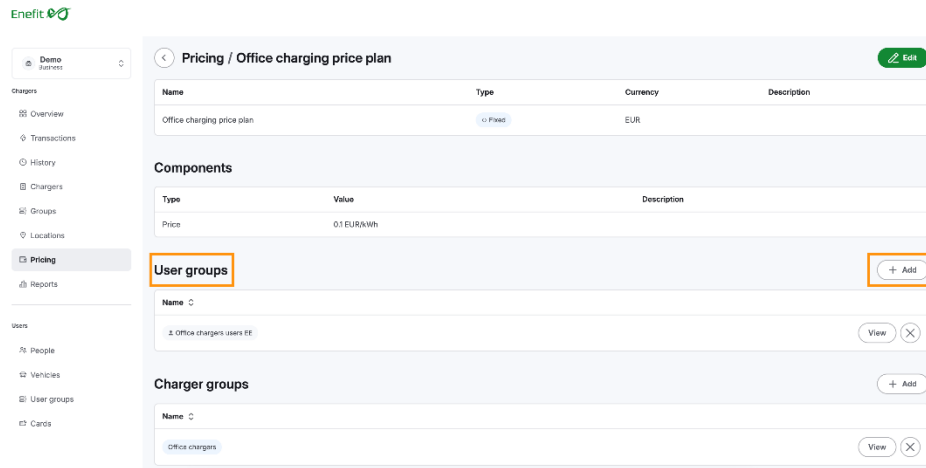 Enefit
Demo
Business
Chargers
Overview
Transactions
History
Chargers
Groups
Locations
Pricing
Reports
Users
People
Vehicles
User groups
Cards
Pricing / Office charging price plan
Edit
Name Type Currency Description
Office charging price plan Fixed EUR
Components
Type Value Description
Price 0.1 EUR/kWh
User groups
+ Add
Name
Office chargers users EE View
Charger groups
+ Add
Name
Office chargers View